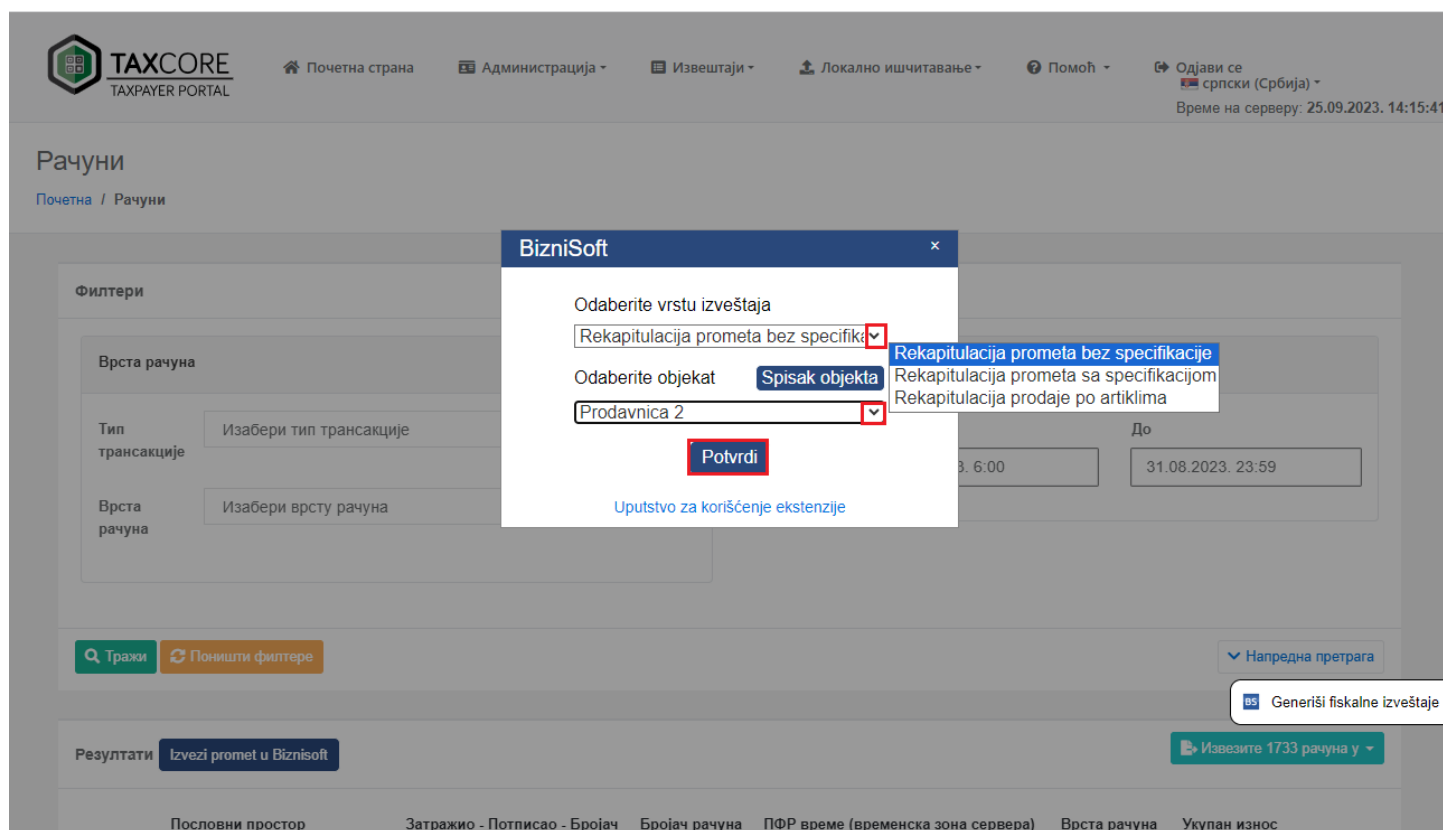 TAXCORE
TAXPAYER PORTAL
Почетна страна
Администрација
Извештаји
Локално ишчитавање
Помоћ
Одјави се
српски (Србија)
Време на серверу: 25.09.2023. 14:15:41
Рачуни
Почетна / Рачуни
BizniSoft ×
Филтери
Odaberite vrstu izveštaja
Rekapitulacija prometa bez specifika
Rekapitulacija prometa bez specifikacije
Rekapitulacija prometa sa specifikacijom
Rekapitulacija prodaje po artiklima
Врста рачуна
Odaberite objekat Spisak objekta
Prodavnica 2
Тип трансакције
Изабери тип трансакције
До
Potvrdi
3. 6:00
31.08.2023. 23:59
Врста рачуна
Изабери врсту рачуна
Uputstvo za korišćenje ekstenzije
Тражи
Поништи филтере
Напредна претрага
BS Generiši fiskalne izveštaje
Резултати Izvezi promet u Biznisoft
Извезите 1733 рачуна у
Пословни простор Затражио - Потписао - Бројач Бројач рачуна ПФР време (временска зона сервера) Врста рачуна Укупан износ